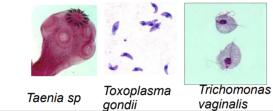 Taenia sp
Toxoplasma
gondii
Trichomonas
vaginalis